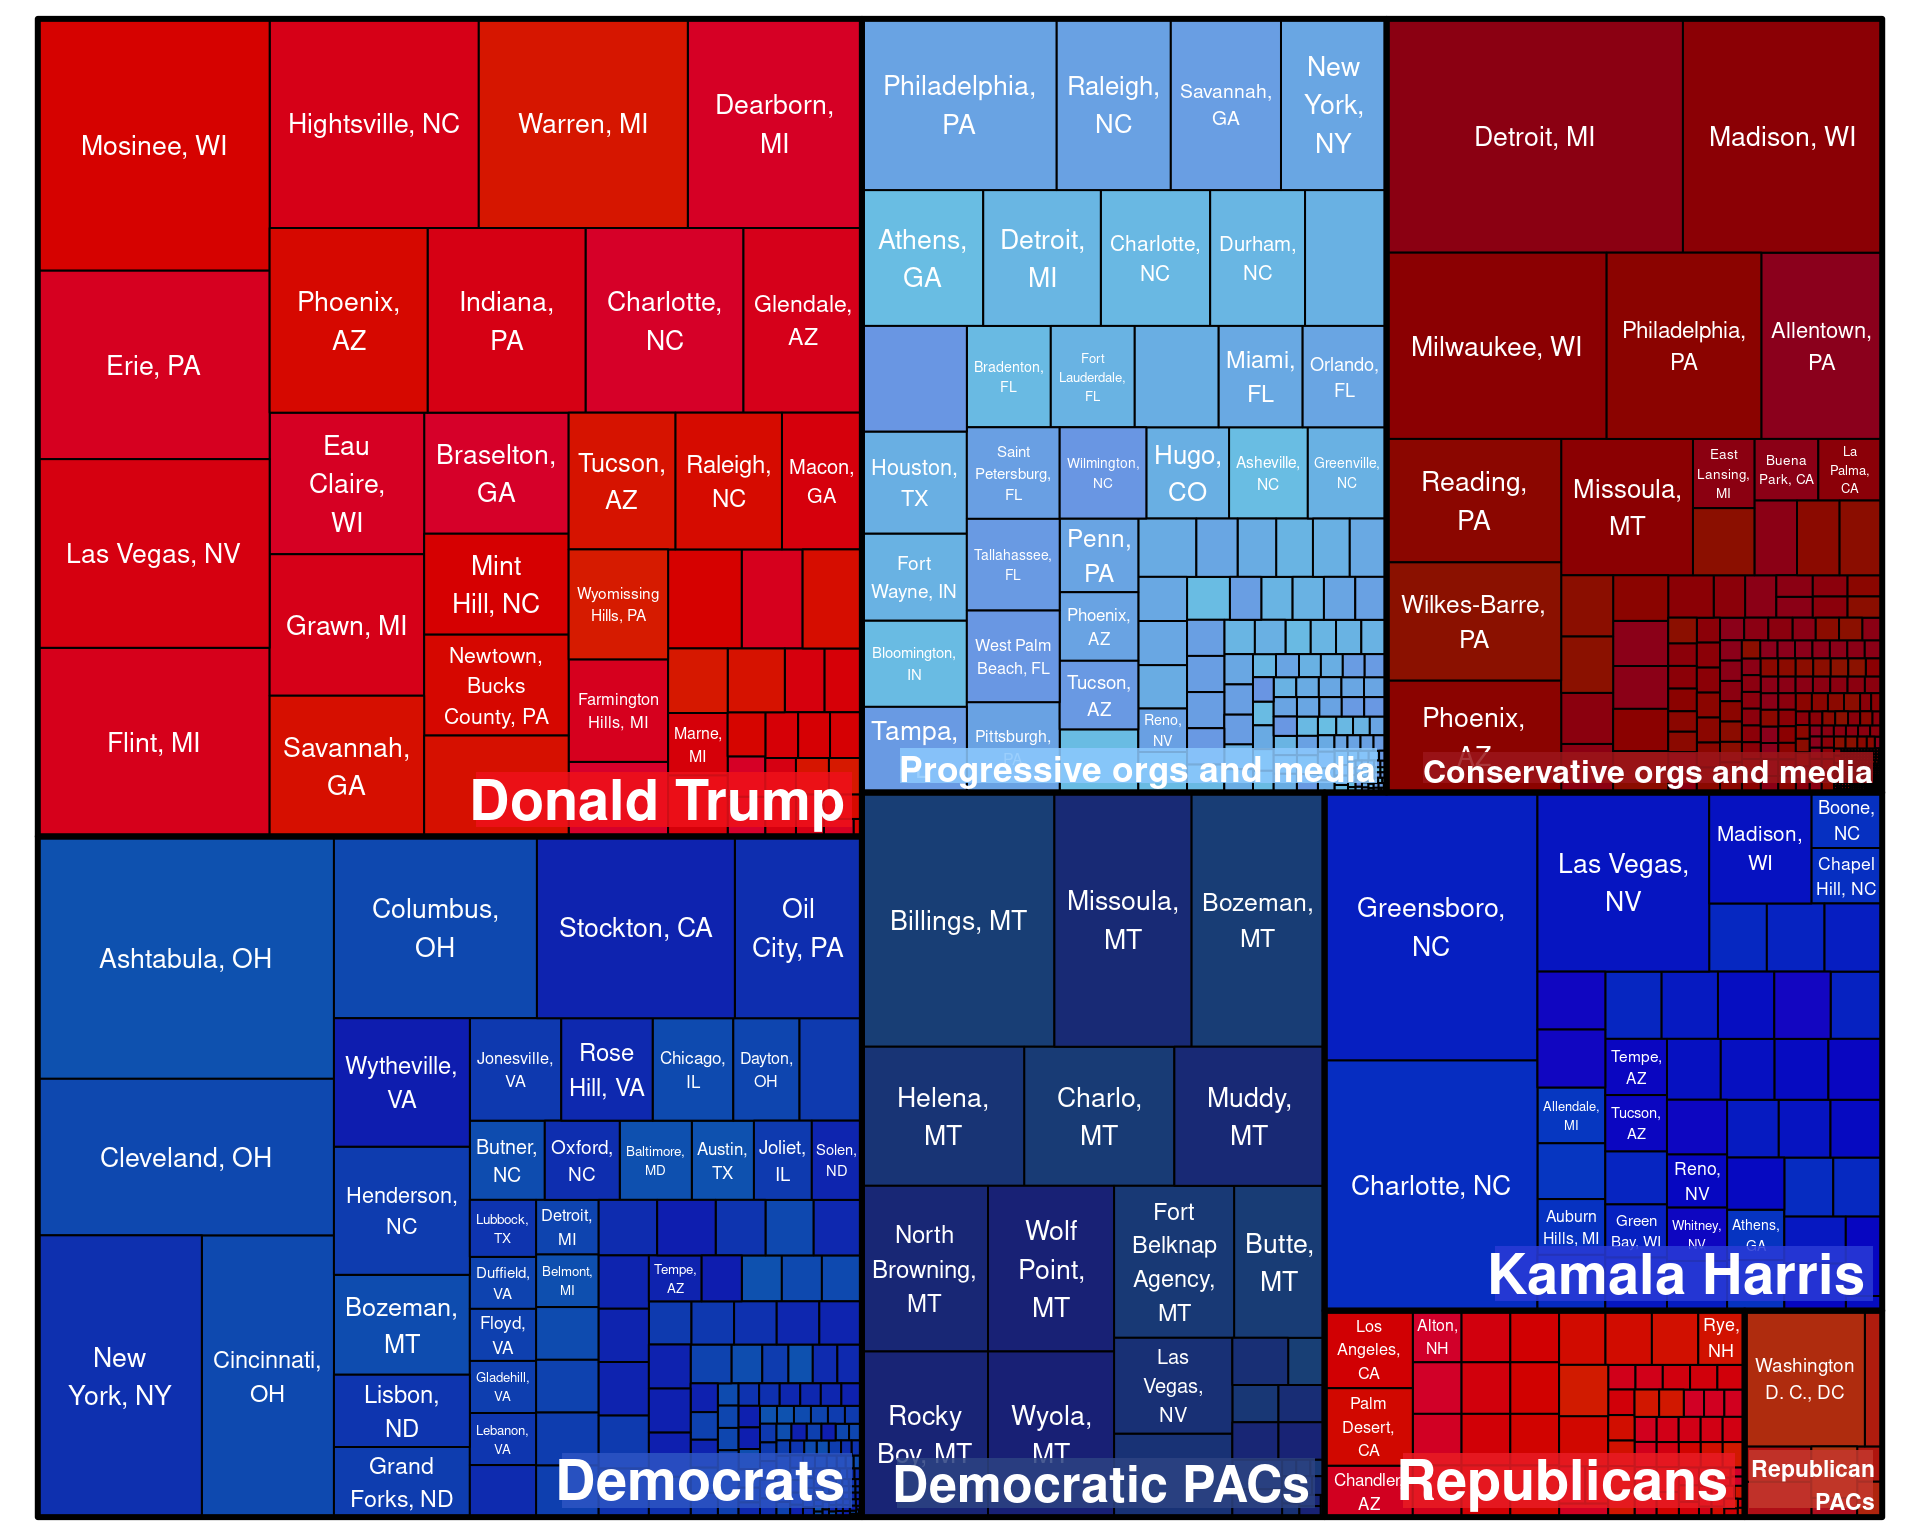 Mosinee, WI
Hightsville, NC
Warren, MI
Dearborn,
MI
Erie, PA
Phoenix,
AZ
Indiana,
PA
Charlotte,
NC
Glendale,
AZ
Las Vegas, NV
Eau
Claire,
WI
Braselton,
GA
Tucson,
AZ
Raleigh,
NC
Macon,
GA
Grawn, MI
Mint
Hill, NC
Wyomissing
Hills, PA
Flint, MI
Savannah,
GA
Newtown,
Bucks
County, PA
Farmington
Hills, MI
Marne,
MI
Donald Trump
Philadelphia,
PA
Raleigh,
NC
Savannah,
GA
New
York,
NY
Athens,
GA
Detroit,
MI
Charlotte,
NC
Durham,
NC
Bradenton,
FL
Fort
Lauderdale,
FL
Miami,
FL
Orlando,
FL
Houston,
TX
Saint
Petersburg,
FL
Wilmington,
NC
Hugo,
CO
Asheville,
NC
Greenville,
NC
Fort
Wayne, IN
Tallahassee,
FL
Penn,
PA
Phoenix,
AZ
Bloomington,
IN
West Palm
Beach, FL
Tucson,
AZ
Tampa,
Pittsburgh,
Reno,
NV
Progressive orgs and media
Detroit, MI
Madison, WI
Milwaukee, WI
Philadelphia,
PA
Allentown,
PA
Reading,
PA
Missoula,
MT
East
Lansing,
MI
Buena
Park, CA
La
Palma,
CA
Wilkes-Barre,
PA
Phoenix,
AZ
Conservative orgs and media
Ashtabula, OH
Columbus,
OH
Stockton, CA
Oil
City, PA
Cleveland, OH
Wytheville,
VA
Jonesville,
VA
Rose
Hill, VA
Chicago,
IL
Dayton,
OH
Henderson,
NC
Butner,
NC
Oxford,
NC
Baltimore,
MD
Austin,
TX
Joliet,
IL
Solen,
ND
New
York, NY
Cincinnati,
OH
Bozeman,
MT
Lubbock,
TX
Detroit,
MI
Duffield,
VA
Belmont,
MI
Tempe,
AZ
Floyd,
VA
Lisbon,
ND
Gladehill,
VA
Grand
Forks, ND
Lebanon,
VA
Democrats
Billings, MT
Missoula,
MT
Bozeman,
MT
Helena,
MT
Charlo,
MT
Muddy,
MT
North
Browning,
MT
Wolf
Point,
MT
Fort
Belknap
Agency,
MT
Butte,
MT
Rocky
Boy, MT
Wyola,
MT
Las
Vegas,
NV
Democratic PACs
Greensboro,
NC
Las Vegas,
NV
Madison,
WI
Boone,
NC
Chapel
Hill, NC
Charlotte, NC
Tempe,
AZ
Allendale,
MI
Tucson,
AZ
Reno,
NV
Auburn
Hills, MI
Green
Bay, WI
Whitney,
NV
Athens,
GA
Kamala Harris
Los
Angeles,
CA
Alton,
NH
Rye,
NH
Palm
Desert,
CA
Chandler,
AZ
Republicans
Washington
D. C., DC
Republican
PACs